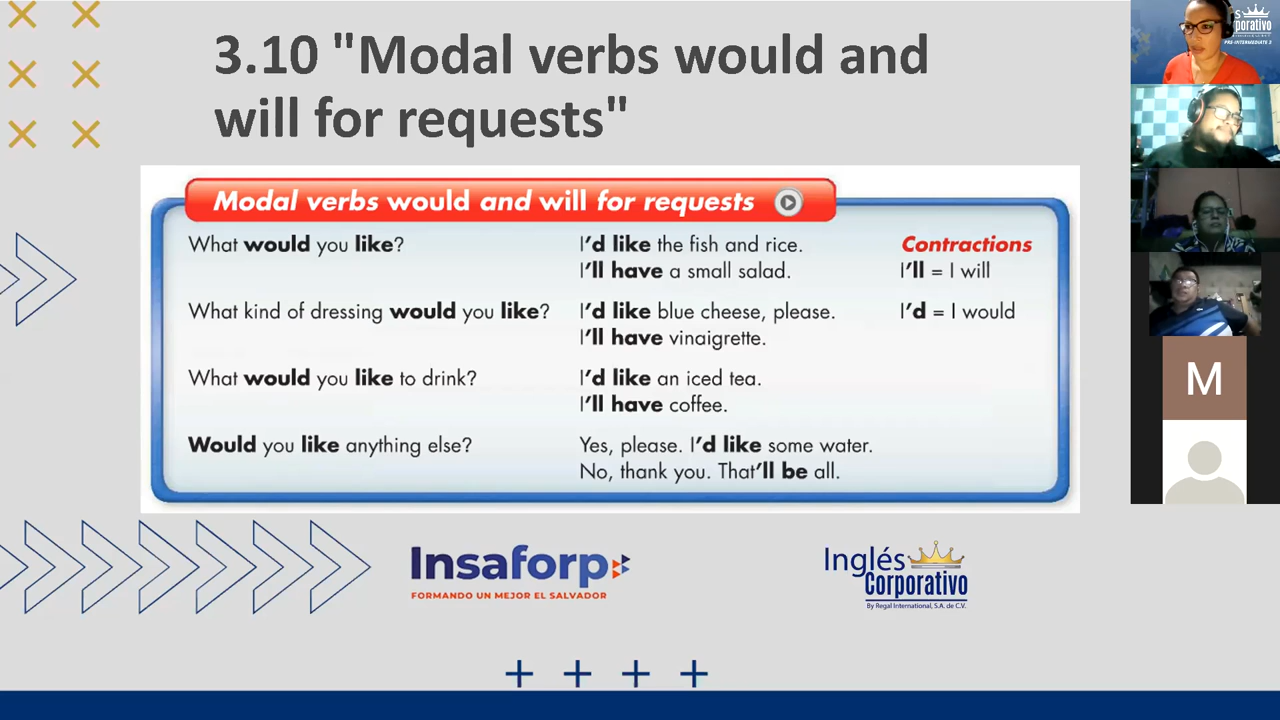 3.10 "Modal verbs would and
will for requests"
Modal verbs would and will for requests
What would you like?
I'd like the fish and rice.
I'll have a small salad.
Contractions
I'll = I will
What kind of dressing would you like?
I'd like blue cheese, please.
I'll have vinaigrette.
I'd = I would
What would you like to drink?
I'd like an iced tea.
I'll have coffee.
Would you like anything else?
Yes, please. I'd like some water.
No, thank you. That'll be all.
Insaforp
FORMANDO UN MEJOR EL SALVADOR
Inglés
Corporativo
By Regal International, S.A. de C.V.
PRE-INTERMEDIATE 2
M